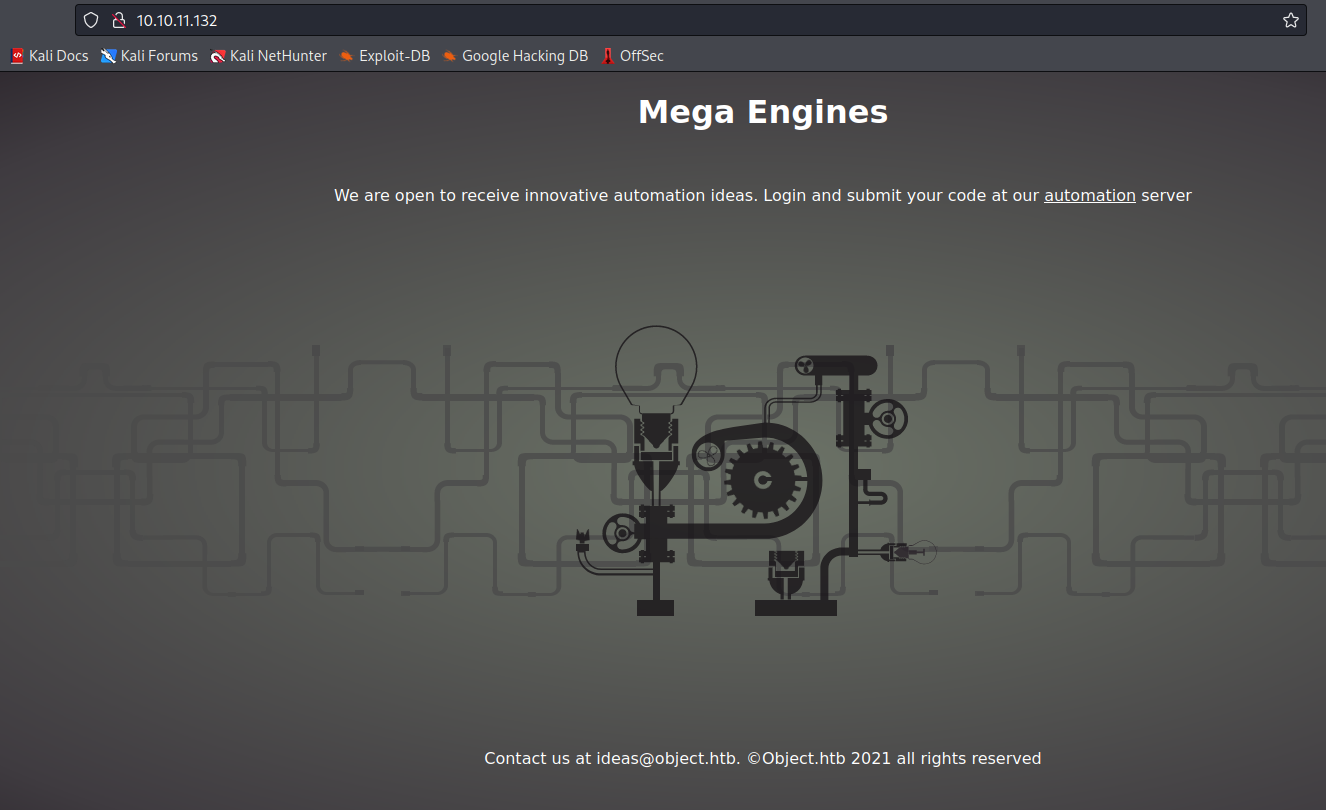 10.10.11.132
Kali Docs Kali Forums Kali NetHunter Exploit-DB Google Hacking DB OffSec
Mega Engines
We are open to receive innovative automation ideas. Login and submit your code at our automation server
Contact us at ideas@object.htb. ©Object.htb 2021 all rights reserved